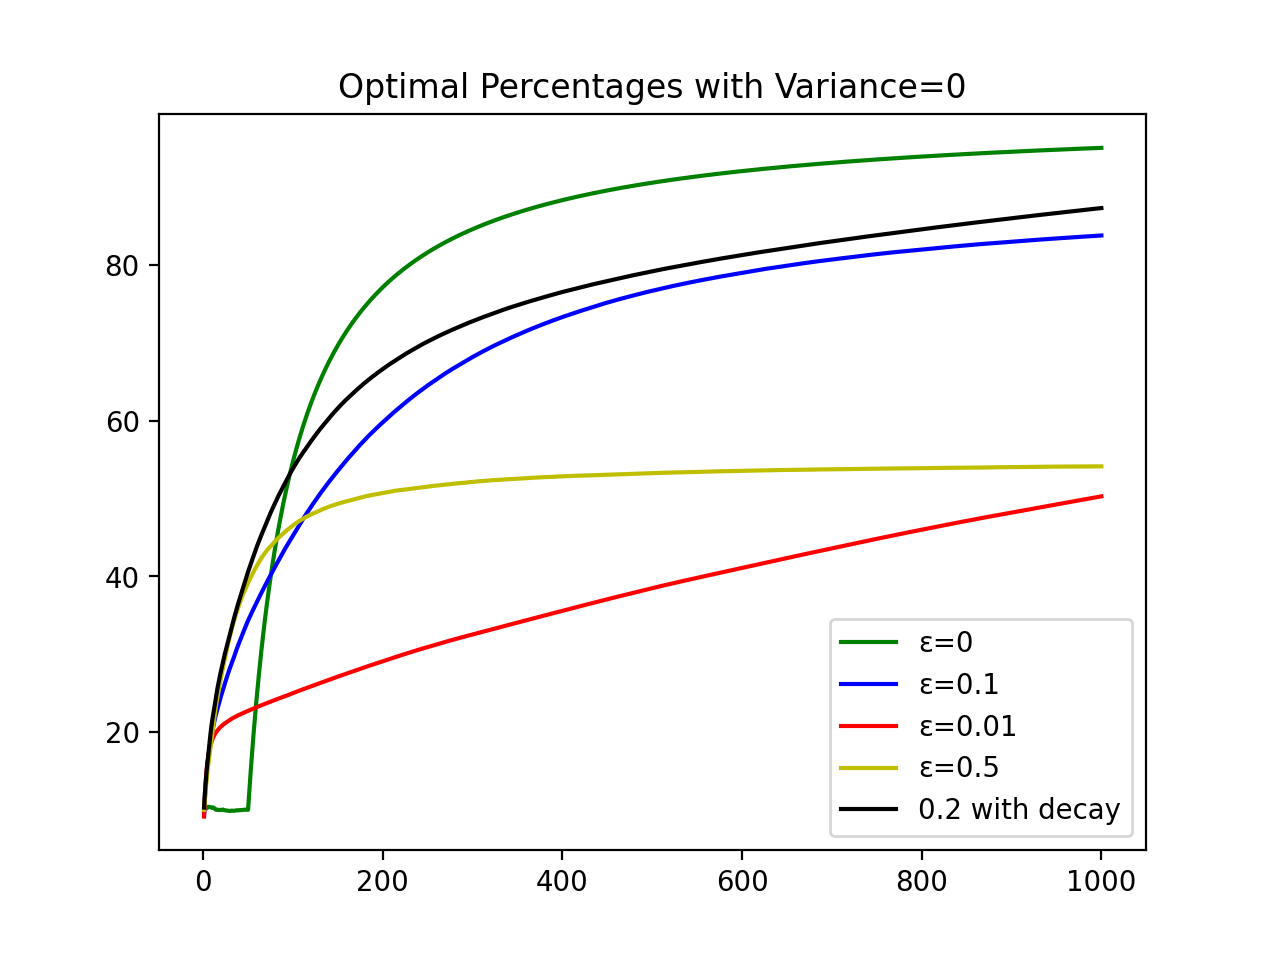 Optimal Percentages with Variance=0
80
60
40
20
ε=0
ε=0.1
ε=0.01
ε=0.5
0.2 with decay
0 200 400 600 800 1000